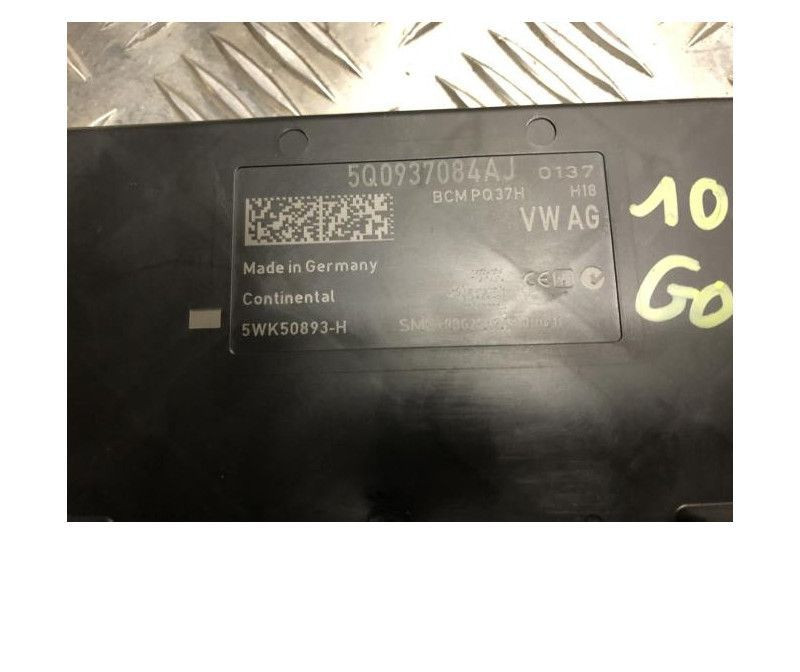 5Q0937084AJ 0137
BCM PQ37H H18
VW AG
Made in Germany
Continental
5WK50893-H
10
GO